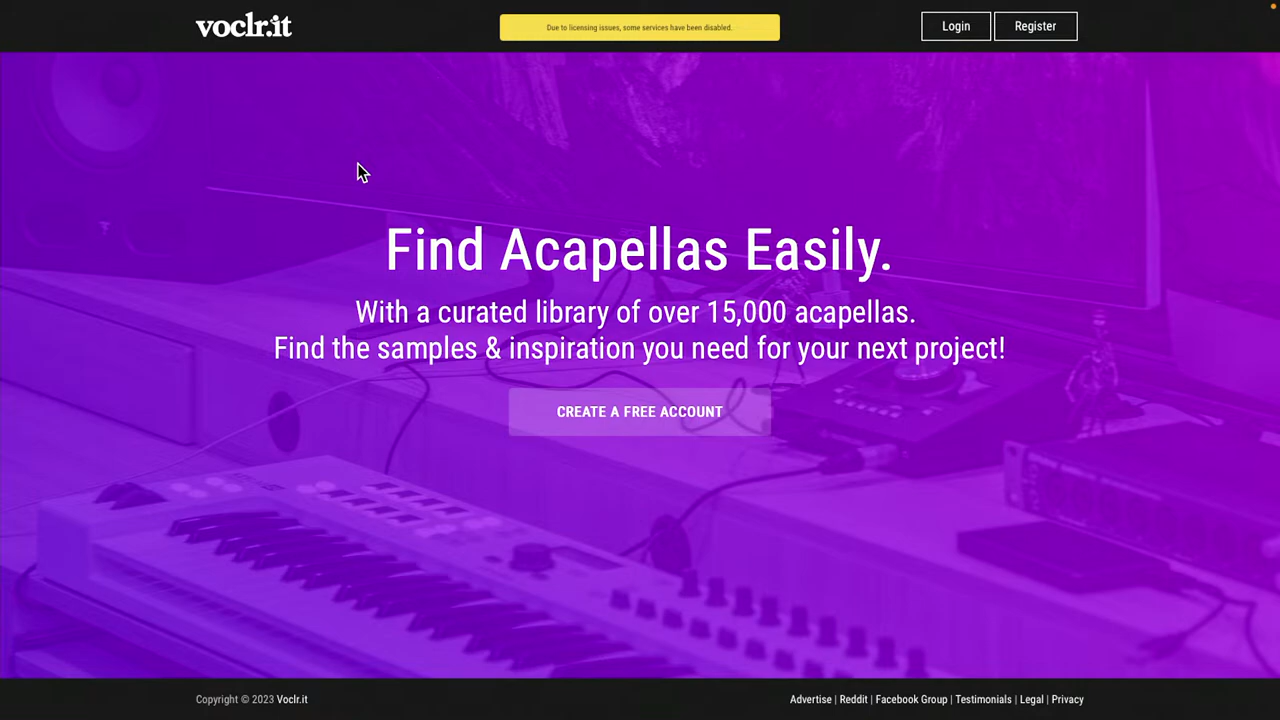 voclr.it
Due to licensing issues, some services have been disabled.
Login
Register
Find Acapellas Easily.
With a curated library of over 15,000 acapellas.
Find the samples & inspiration you need for your next project!
CREATE A FREE ACCOUNT
Copyright © 2023 Voclr.it
Advertise | Reddit | Facebook Group | Testimonials | Legal | Privacy